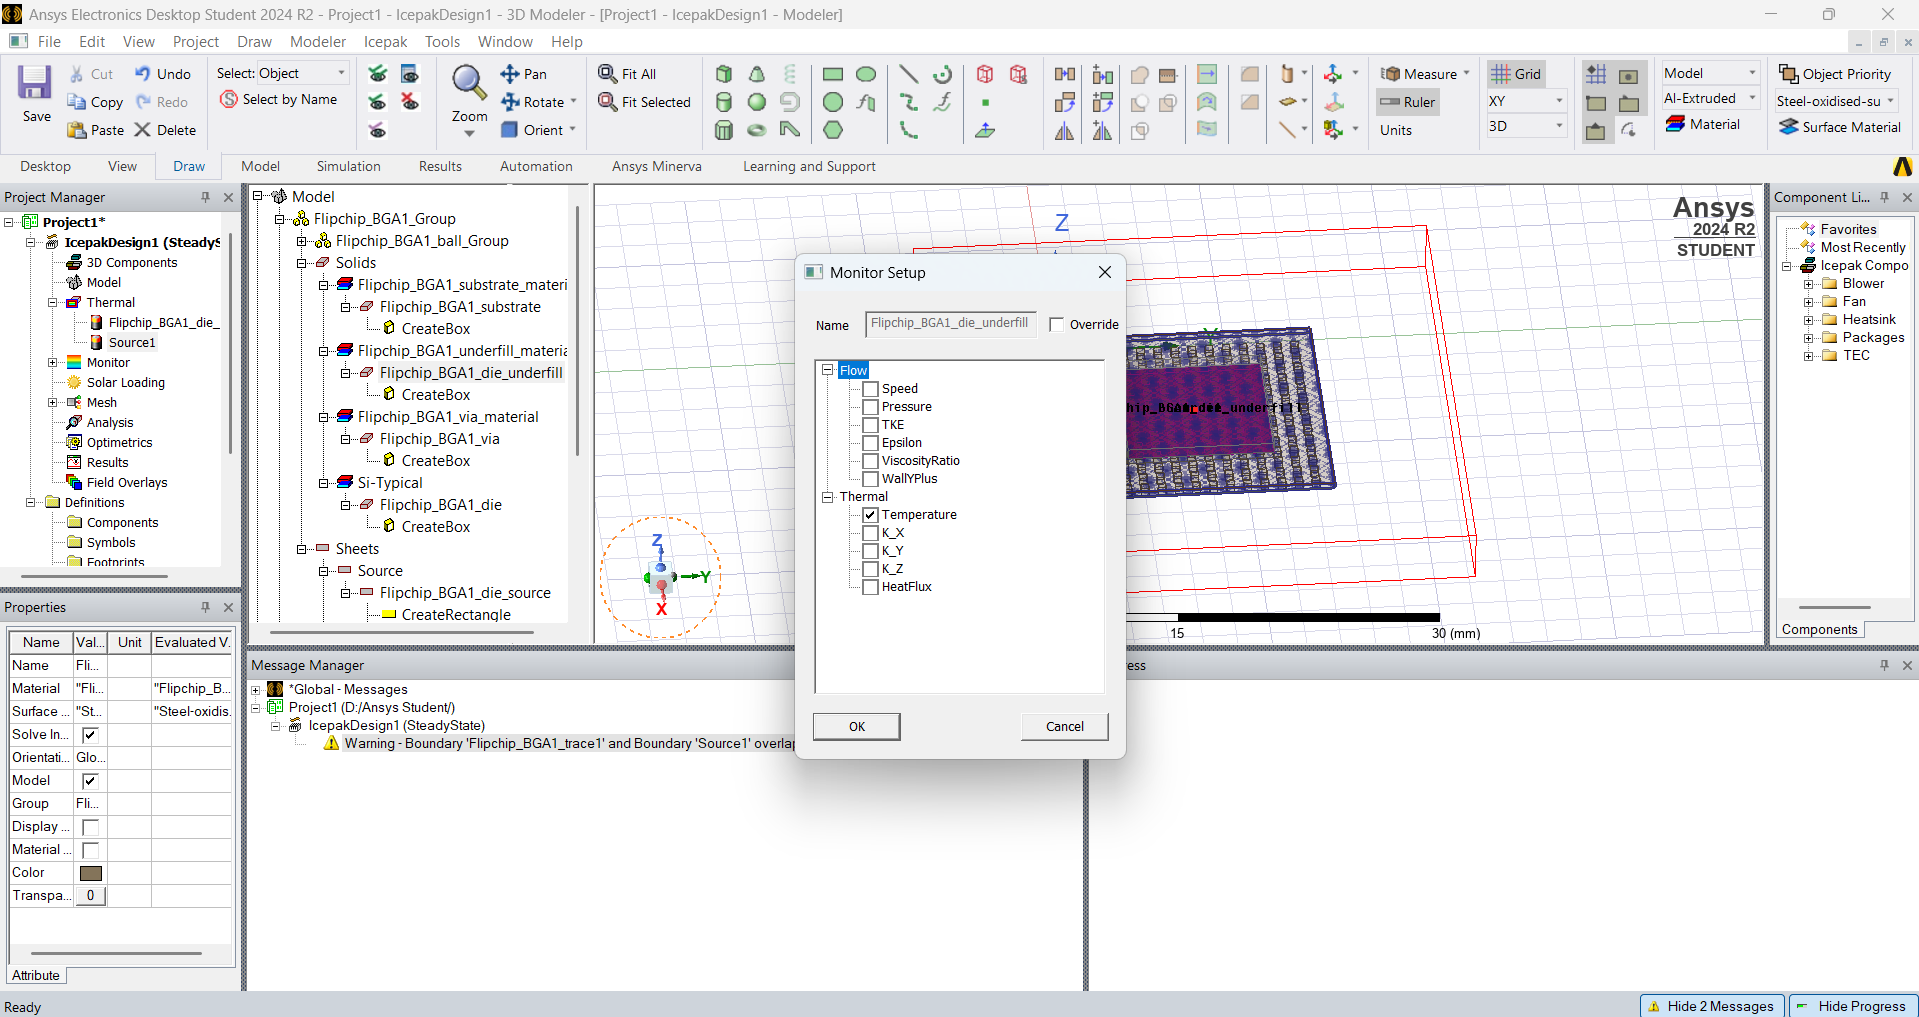 Ansys Electronics Desktop Student 2024 R2 - Project1 - IcepakDesign1 - 3D Modeler - [Project1 - IcepakDesign1 - Modeler]
File Edit View Project Draw Modeler Icepak Tools Window Help
Save
Cut
Copy
Paste
Undo
Redo
Delete
Select: Object
Select by Name
Zoom
Pan
Rotate
Orient
Fit All
Fit Selected
Measure
Ruler
Units
Grid
XY
3D
Model
Al-Extruded
Material
Object Priority
Steel-oxidised-su
Surface Material
Desktop View Draw Model Simulation Results Automation Ansys Minerva Learning and Support
Project Manager
Project1*
IcepakDesign1 (SteadyS
3D Components
Model
Thermal
Flipchip_BGA1_die_
Source1
Monitor
Solar Loading
Mesh
Analysis
Optimetrics
Results
Field Overlays
Definitions
Components
Symbols
Footprints
Properties
Name Val... Unit Evaluated V.
Name Fli...
Material "Fli... "Flipchip_B...
Surface ... "St... "Steel-oxidis.
Solve In...
Orientati... Glo...
Model
Group Fli...
Display ...
Material ...
Color
Transpa... 0
Attribute
Model
Flipchip_BGA1_Group
Flipchip_BGA1_ball_Group
Solids
Flipchip_BGA1_substrate_materi
Flipchip_BGA1_substrate
CreateBox
Flipchip_BGA1_underfill_materia
Flipchip_BGA1_die_underfill
CreateBox
Flipchip_BGA1_via_material
Flipchip_BGA1_via
CreateBox
Si-Typical
Flipchip_BGA1_die
CreateBox
Sheets
Source
Flipchip_BGA1_die_source
CreateRectangle
Z
Ansys
2024 R2
STUDENT
Z
Y
X
15
30 (mm)
Monitor Setup
Name Flipchip_BGA1_die_underfill Override
Flow
Speed
Pressure
TKE
Epsilon
ViscosityRatio
WallYPlus
Thermal
Temperature
K_X
K_Y
K_Z
HeatFlux
OK Cancel
Component Li...
Favorites
Most Recently
Icepak Compo
Blower
Fan
Heatsink
Packages
TEC
Components
Message Manager
*Global - Messages
Project1 (D:/Ansys Student/)
IcepakDesign1 (SteadyState)
Warning - Boundary 'Flipchip_BGA1_trace1' and Boundary 'Source1' overlap
ess
Ready
Hide 2 Messages
Hide Progress